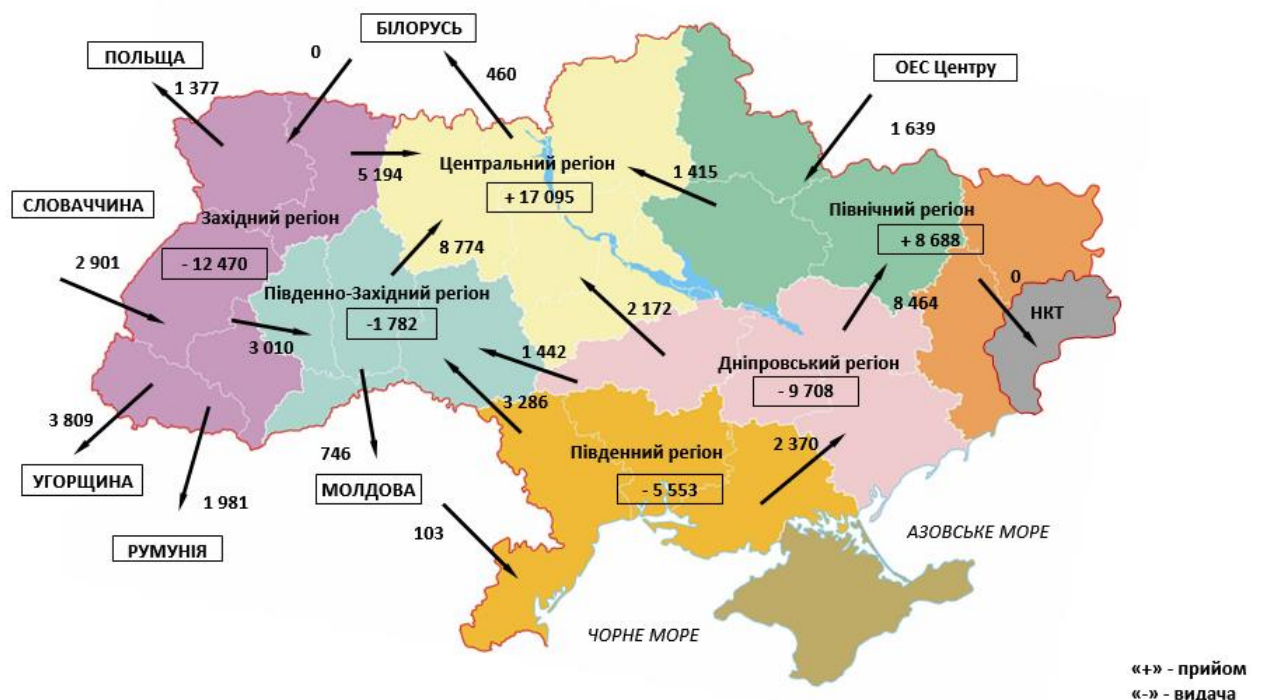 БІЛОРУСЬ
ПОЛЬЩА
0
460
ОЕС Центру
1 377
1 639
Центральний регіон
5 194
1 415
+ 17 095
СЛОВАЧЧИНА
Західний регіон
Північний регіон
+ 8 688
8 774
2 901
- 12 470
0
Південно-Західний регіон
8 464
2 172
НКТ
-1 782
3 010
1 442
Дніпровський регіон
- 9 708
3 286
3 809
2 370
746
Південний регіон
УГОРЩИНА
МОЛДОВА
- 5 553
1 981
103
РУМУНІЯ
АЗОВСЬКЕ МОРЕ
ЧОРНЕ МОРЕ
«+» - прийом
«-» - видача